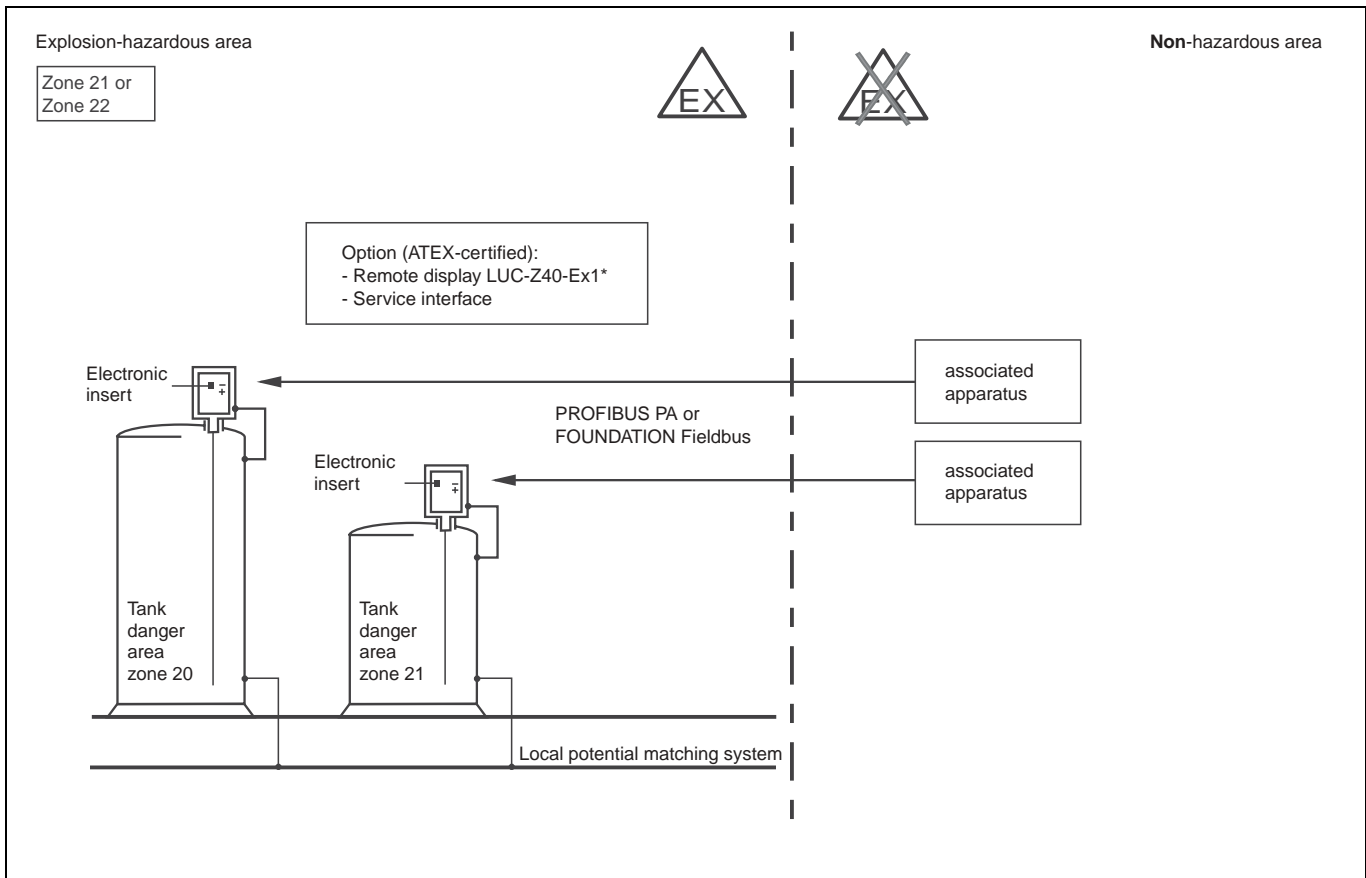 Explosion-hazardous area
Non-hazardous area
Zone 21 or
Zone 22
EX
EX
Option (ATEX-certified):
- Remote display LUC-Z40-Ex1*
- Service interface
Electronic
insert
- +
associated
apparatus
PROFIBUS PA or
FOUNDATION Fieldbus
Electronic
insert
- +
associated
apparatus
Tank
danger
area
zone 20
Tank
danger
area
zone 21
Local potential matching system